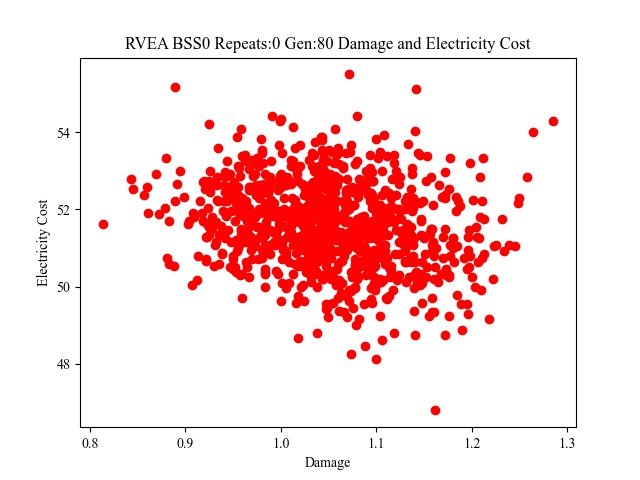 RVEA BSS0 Repeats:0 Gen:80 Damage and Electricity Cost
54
52
50
48
Electricity Cost
0.8 0.9 1.0 1.1 1.2 1.3
Damage